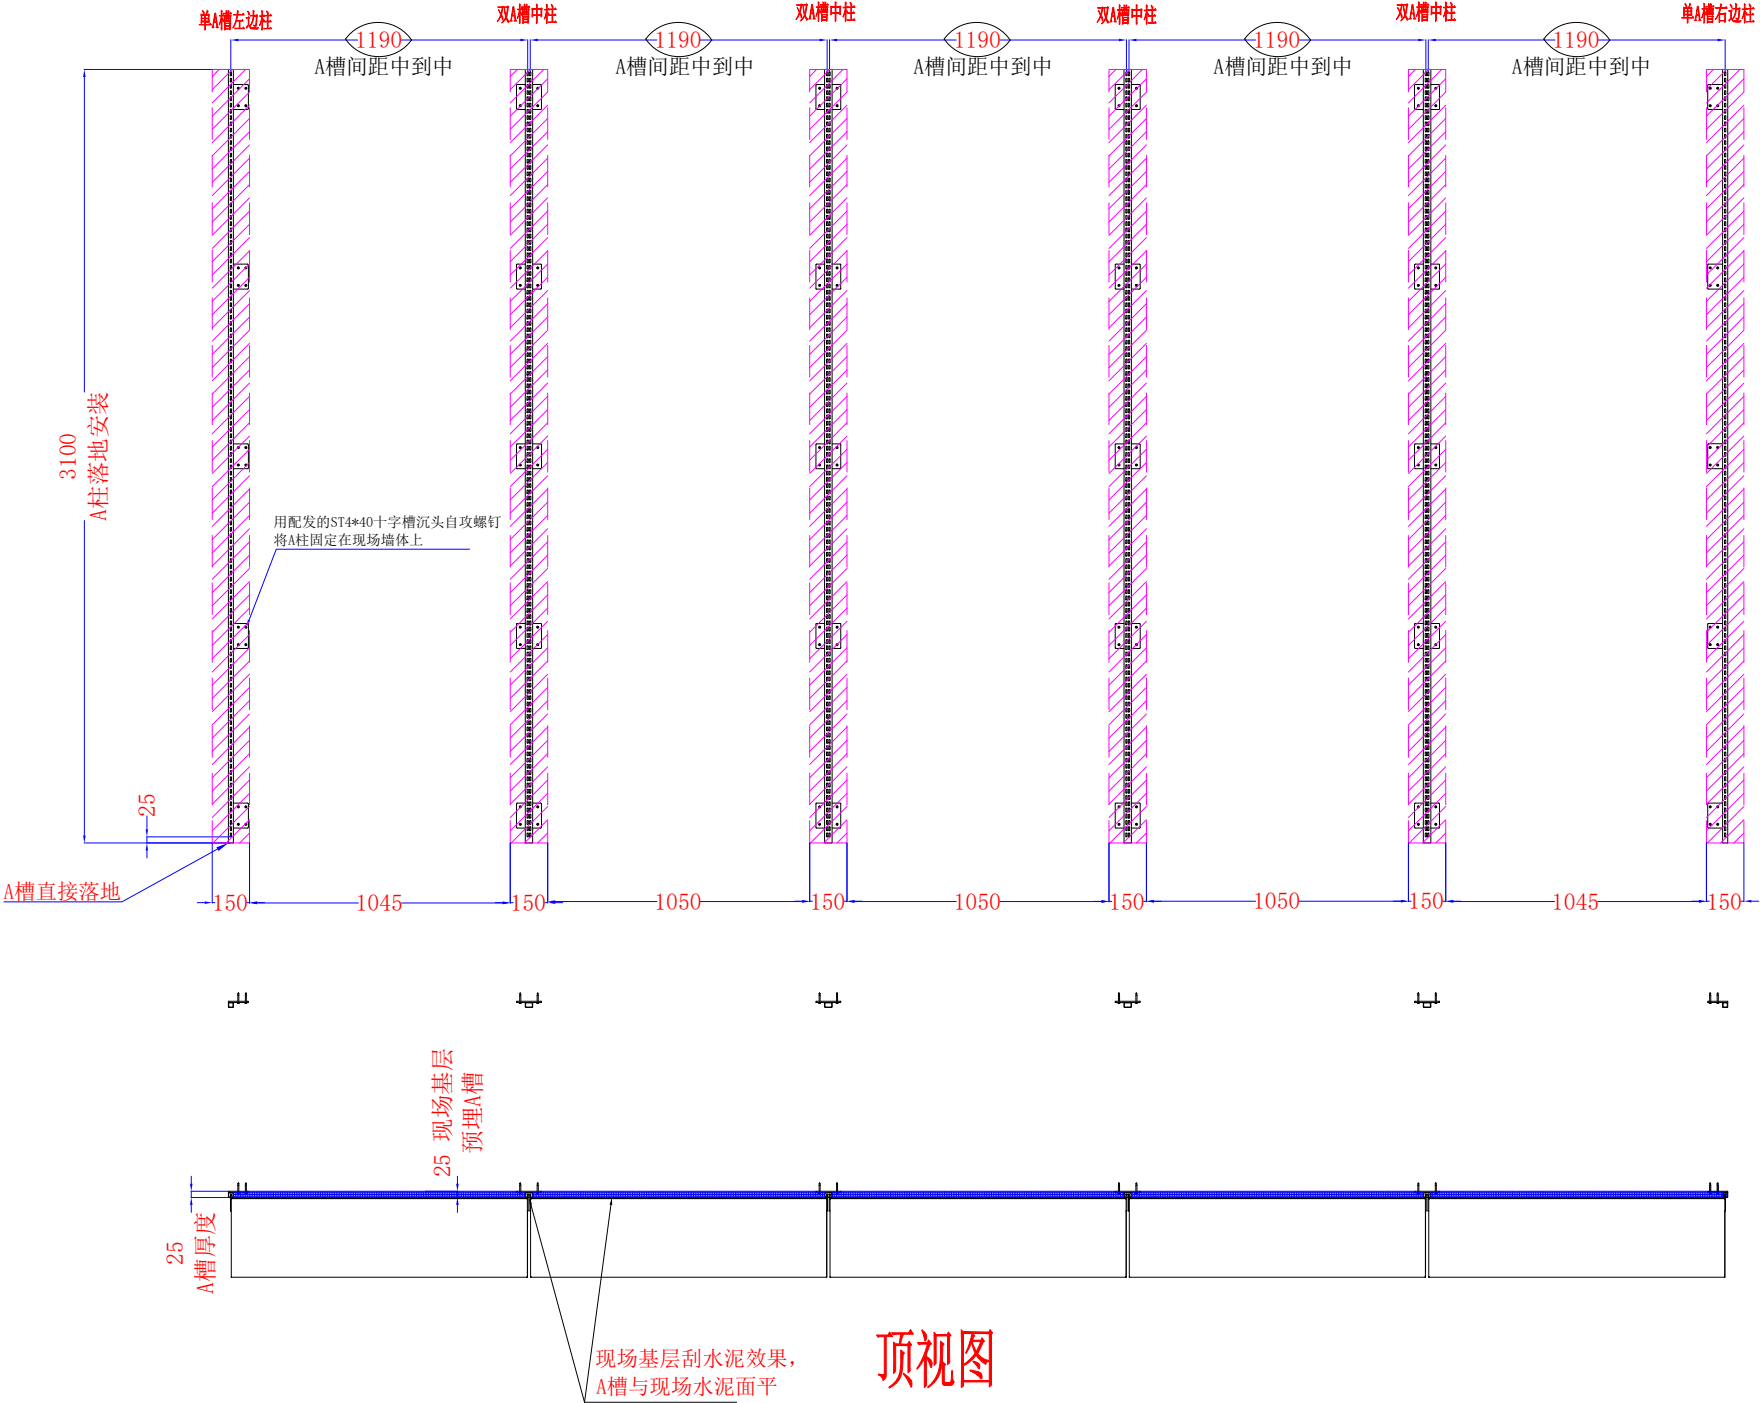 单A槽左边柱
双A槽中柱
双A槽中柱
双A槽中柱
双A槽中柱
单A槽右边柱
1190
1190
1190
1190
1190
A槽间距中到中
A槽间距中到中
A槽间距中到中
A槽间距中到中
A槽间距中到中
3100
A柱落地安装
用配发的ST4*40十字槽沉头自攻螺钉
将A柱固定在现场墙体上
25
A槽直接落地
150
1045
150
1050
150
1050
150
1050
150
1045
150
25 现场基层
预埋A槽
25
A槽厚度
现场基层刮水泥效果，
A槽与现场水泥面平
顶视图